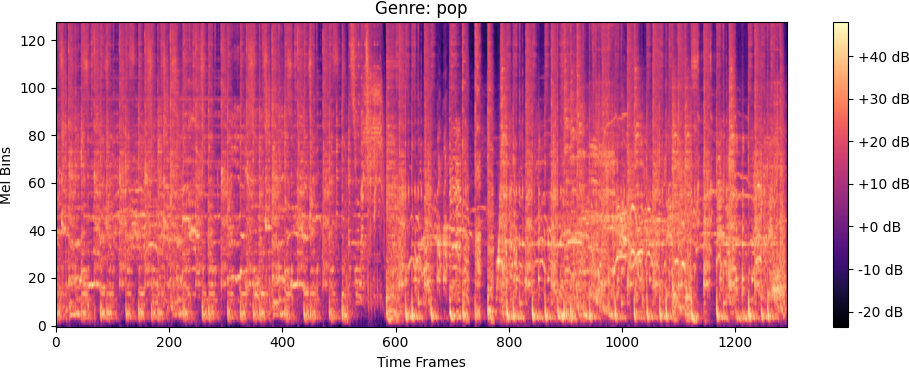 Genre: pop
Mel Bins
120
100
80
60
40
20
0
0 200 400 600 800 1000 1200
Time Frames
+40 dB
+30 dB
+20 dB
+10 dB
+0 dB
-10 dB
-20 dB